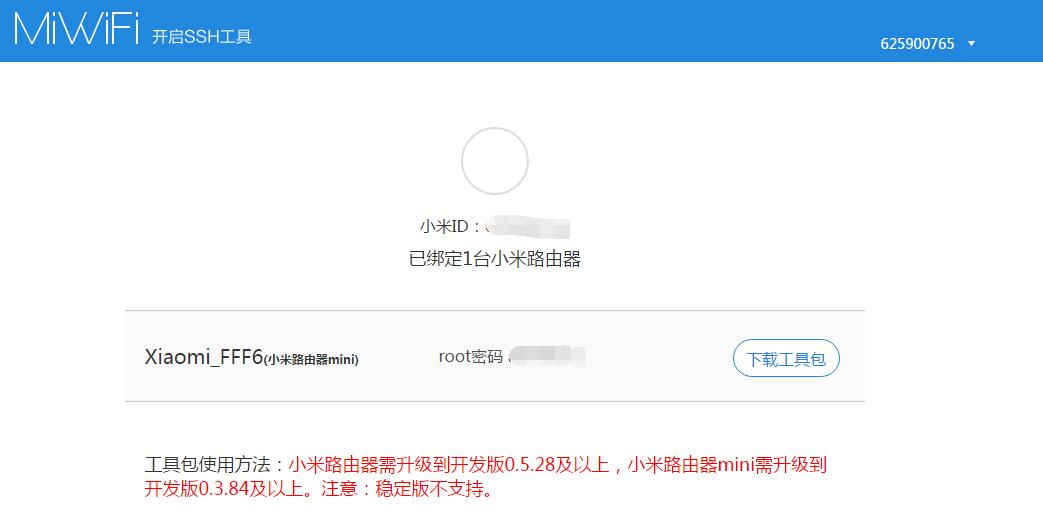 MiWiFi 开启SSH工具
625900765
小米ID：
已绑定1台小米路由器
Xiaomi_FFF6(小米路由器mini) root密码 下载工具包
工具包使用方法：小米路由器需升级到开发版0.5.28及以上，小米路由器mini需升级到
开发版0.3.84及以上。注意：稳定版不支持。